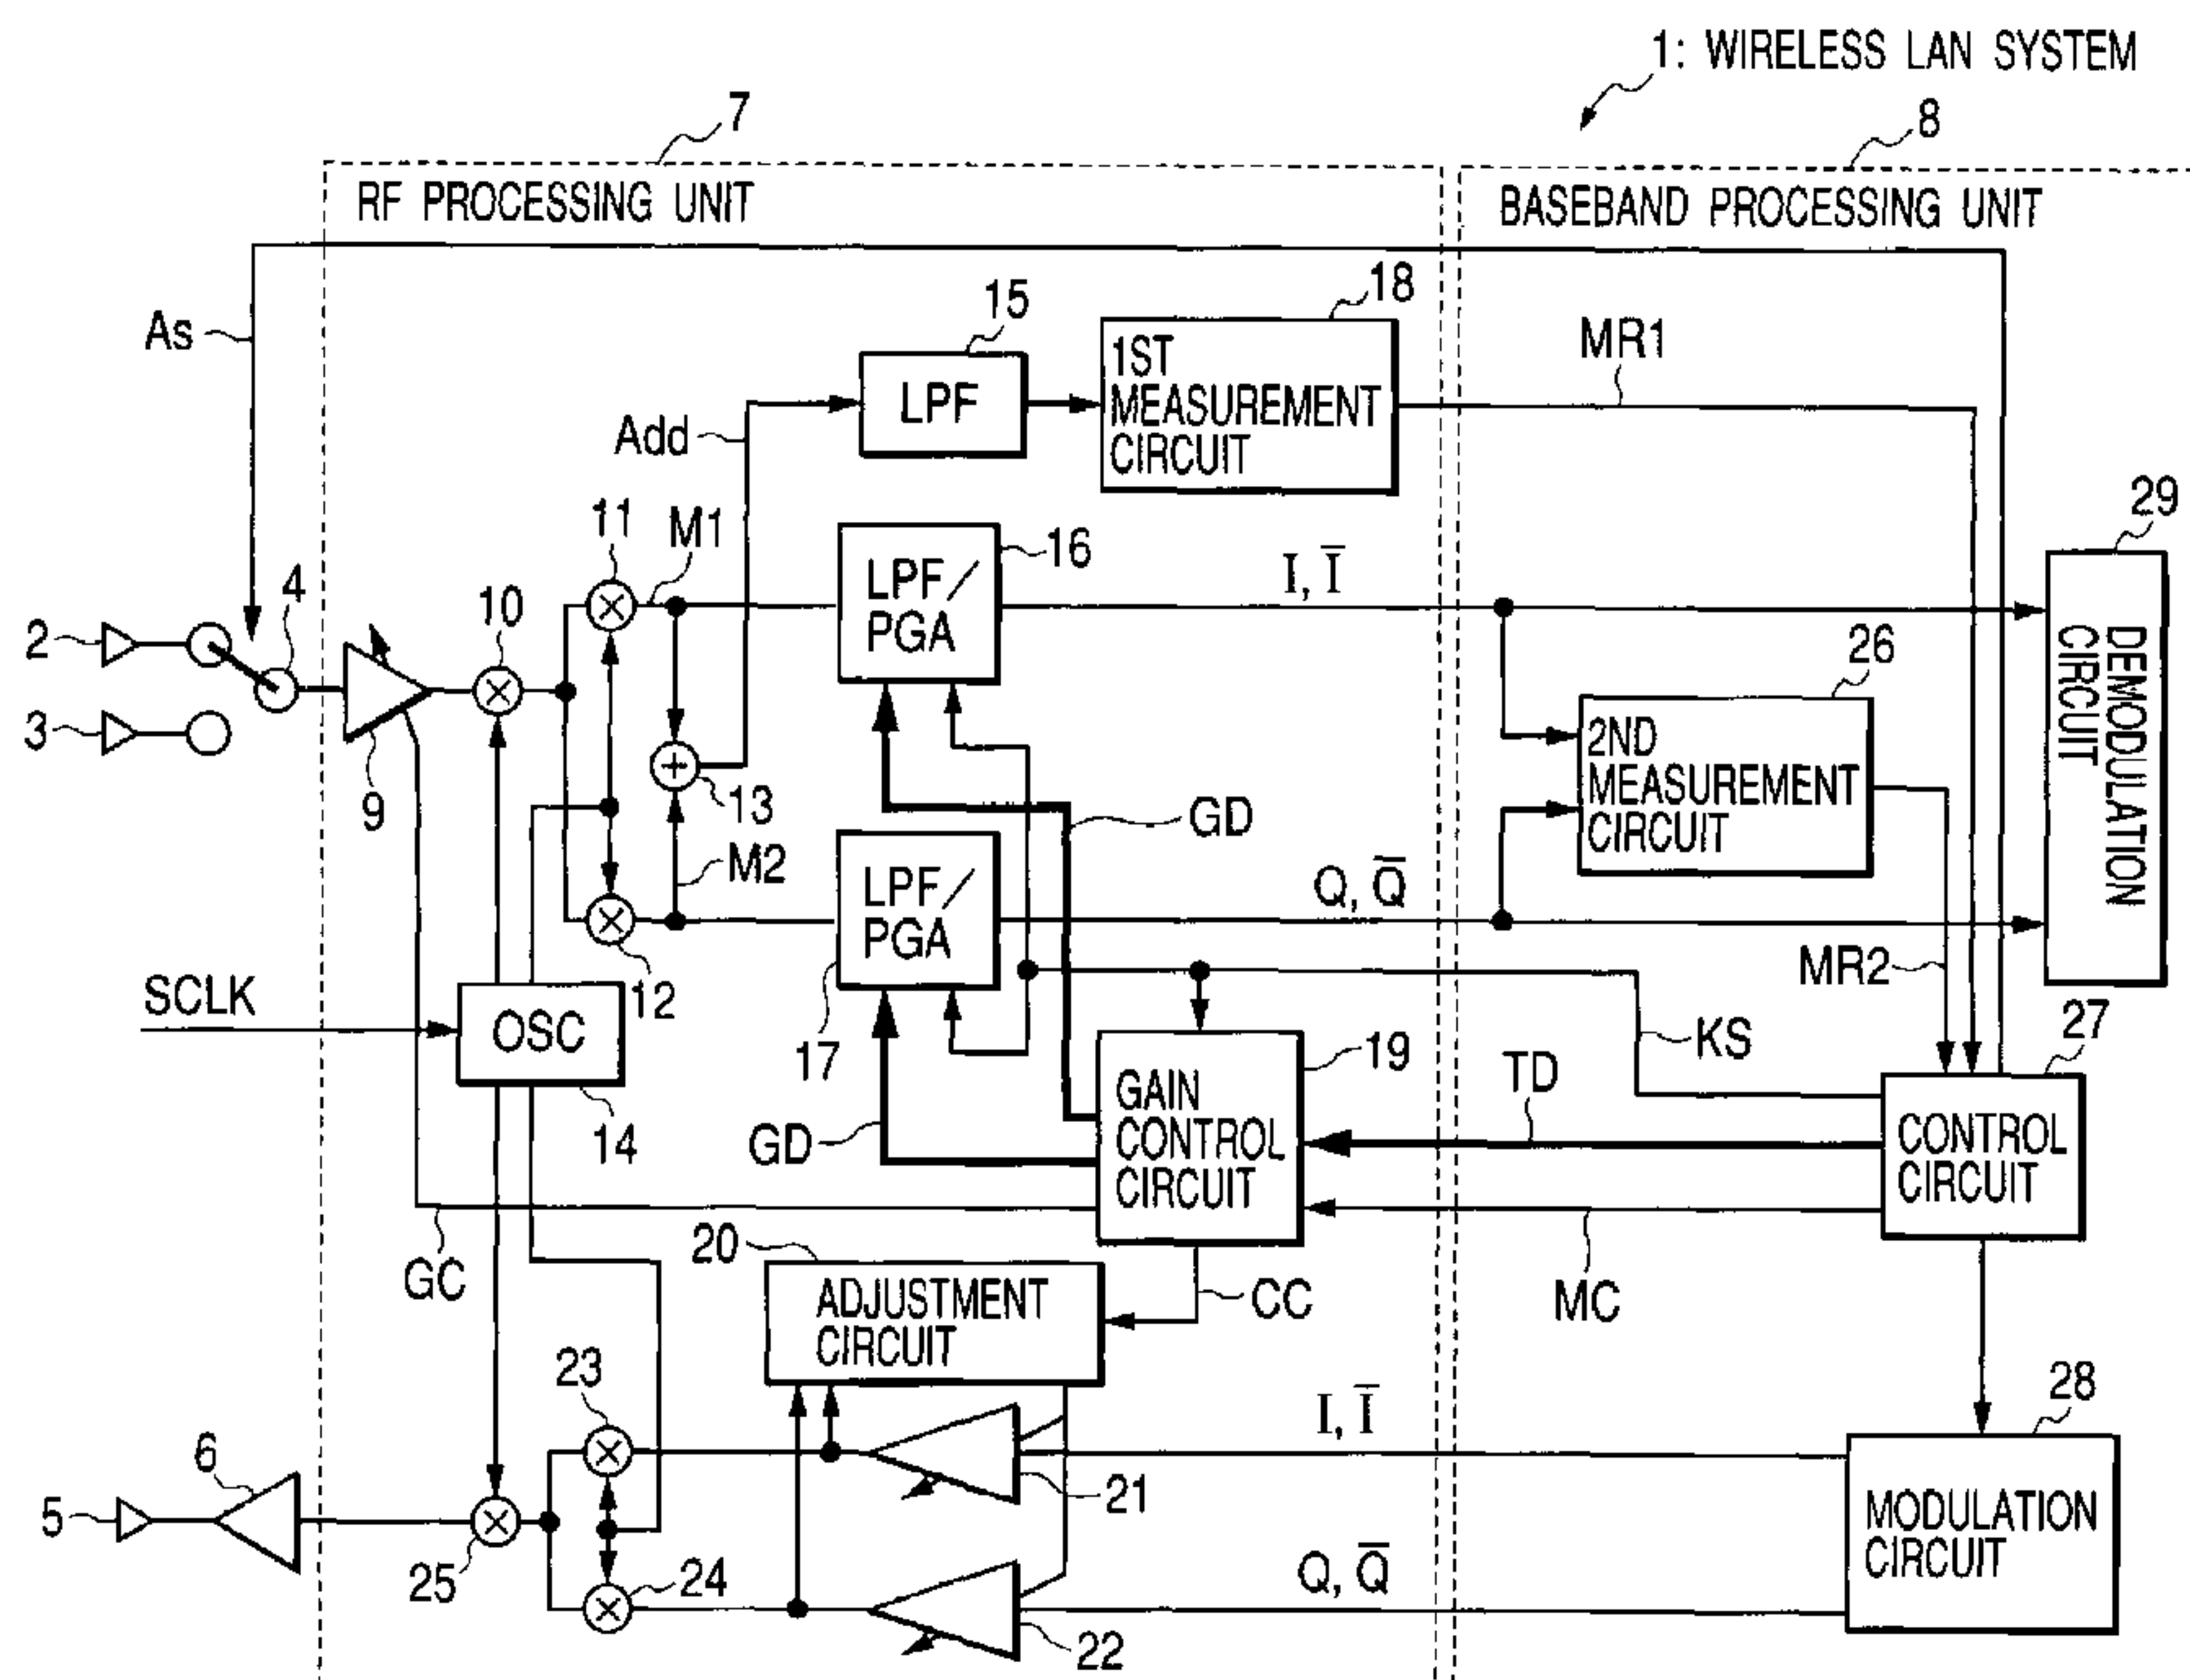 1: WIRELESS LAN SYSTEM
7
8
RF PROCESSING UNIT
BASEBAND PROCESSING UNIT
As
15
18
MR1
LPF
1ST
MEASUREMENT
CIRCUIT
Add
29
11
M1
16
I, Ī
LPF/
PGA
10
4
2
26
DEMODULATION
CIRCUIT
3
2ND
MEASUREMENT
CIRCUIT
9
13
GD
M2
LPF/
PGA
Q, Q̅
MR2
12
SCLK
OSC
17
19
KS
27
TD
GAIN
CONTROL
CIRCUIT
CONTROL
CIRCUIT
14
GD
GC
20
CC
MC
ADJUSTMENT
CIRCUIT
23
I, Ī
28
6
21
5
MODULATION
CIRCUIT
25
24
Q, Q̅
22